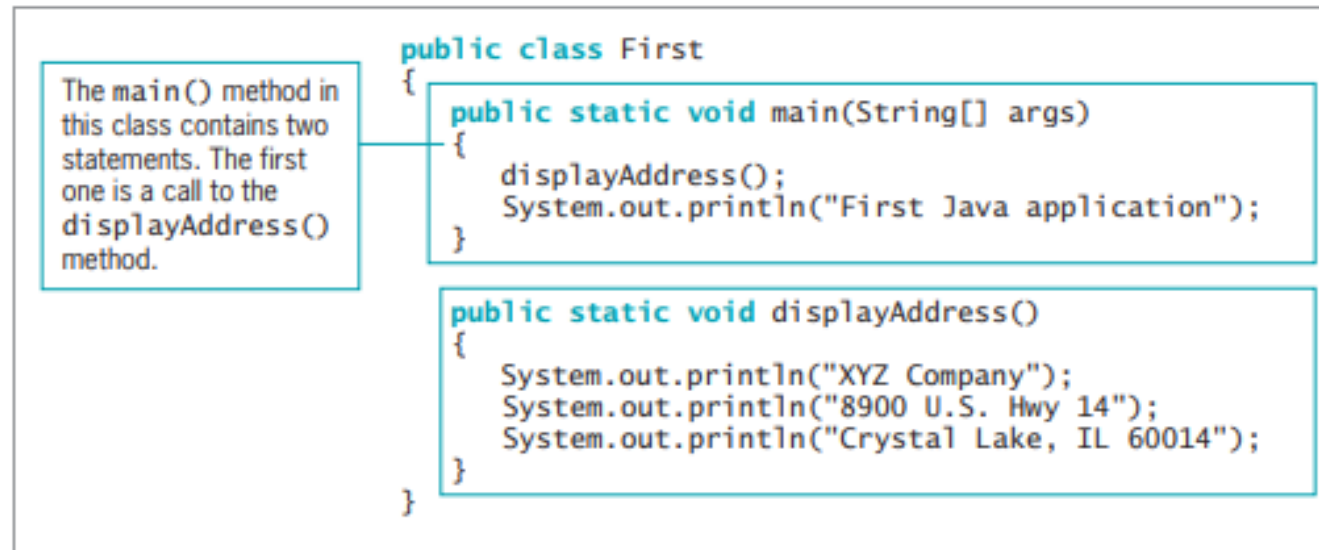 The main() method in
this class contains two
statements. The first
one is a call to the
displayAddress()
method.
public class First
{
public static void main(String[] args)
{
displayAddress();
System.out.println("First Java application");
}
public static void displayAddress()
{
System.out.println("XYZ Company");
System.out.println("8900 U.S. Hwy 14");
System.out.println("Crystal Lake, IL 60014");
}
}